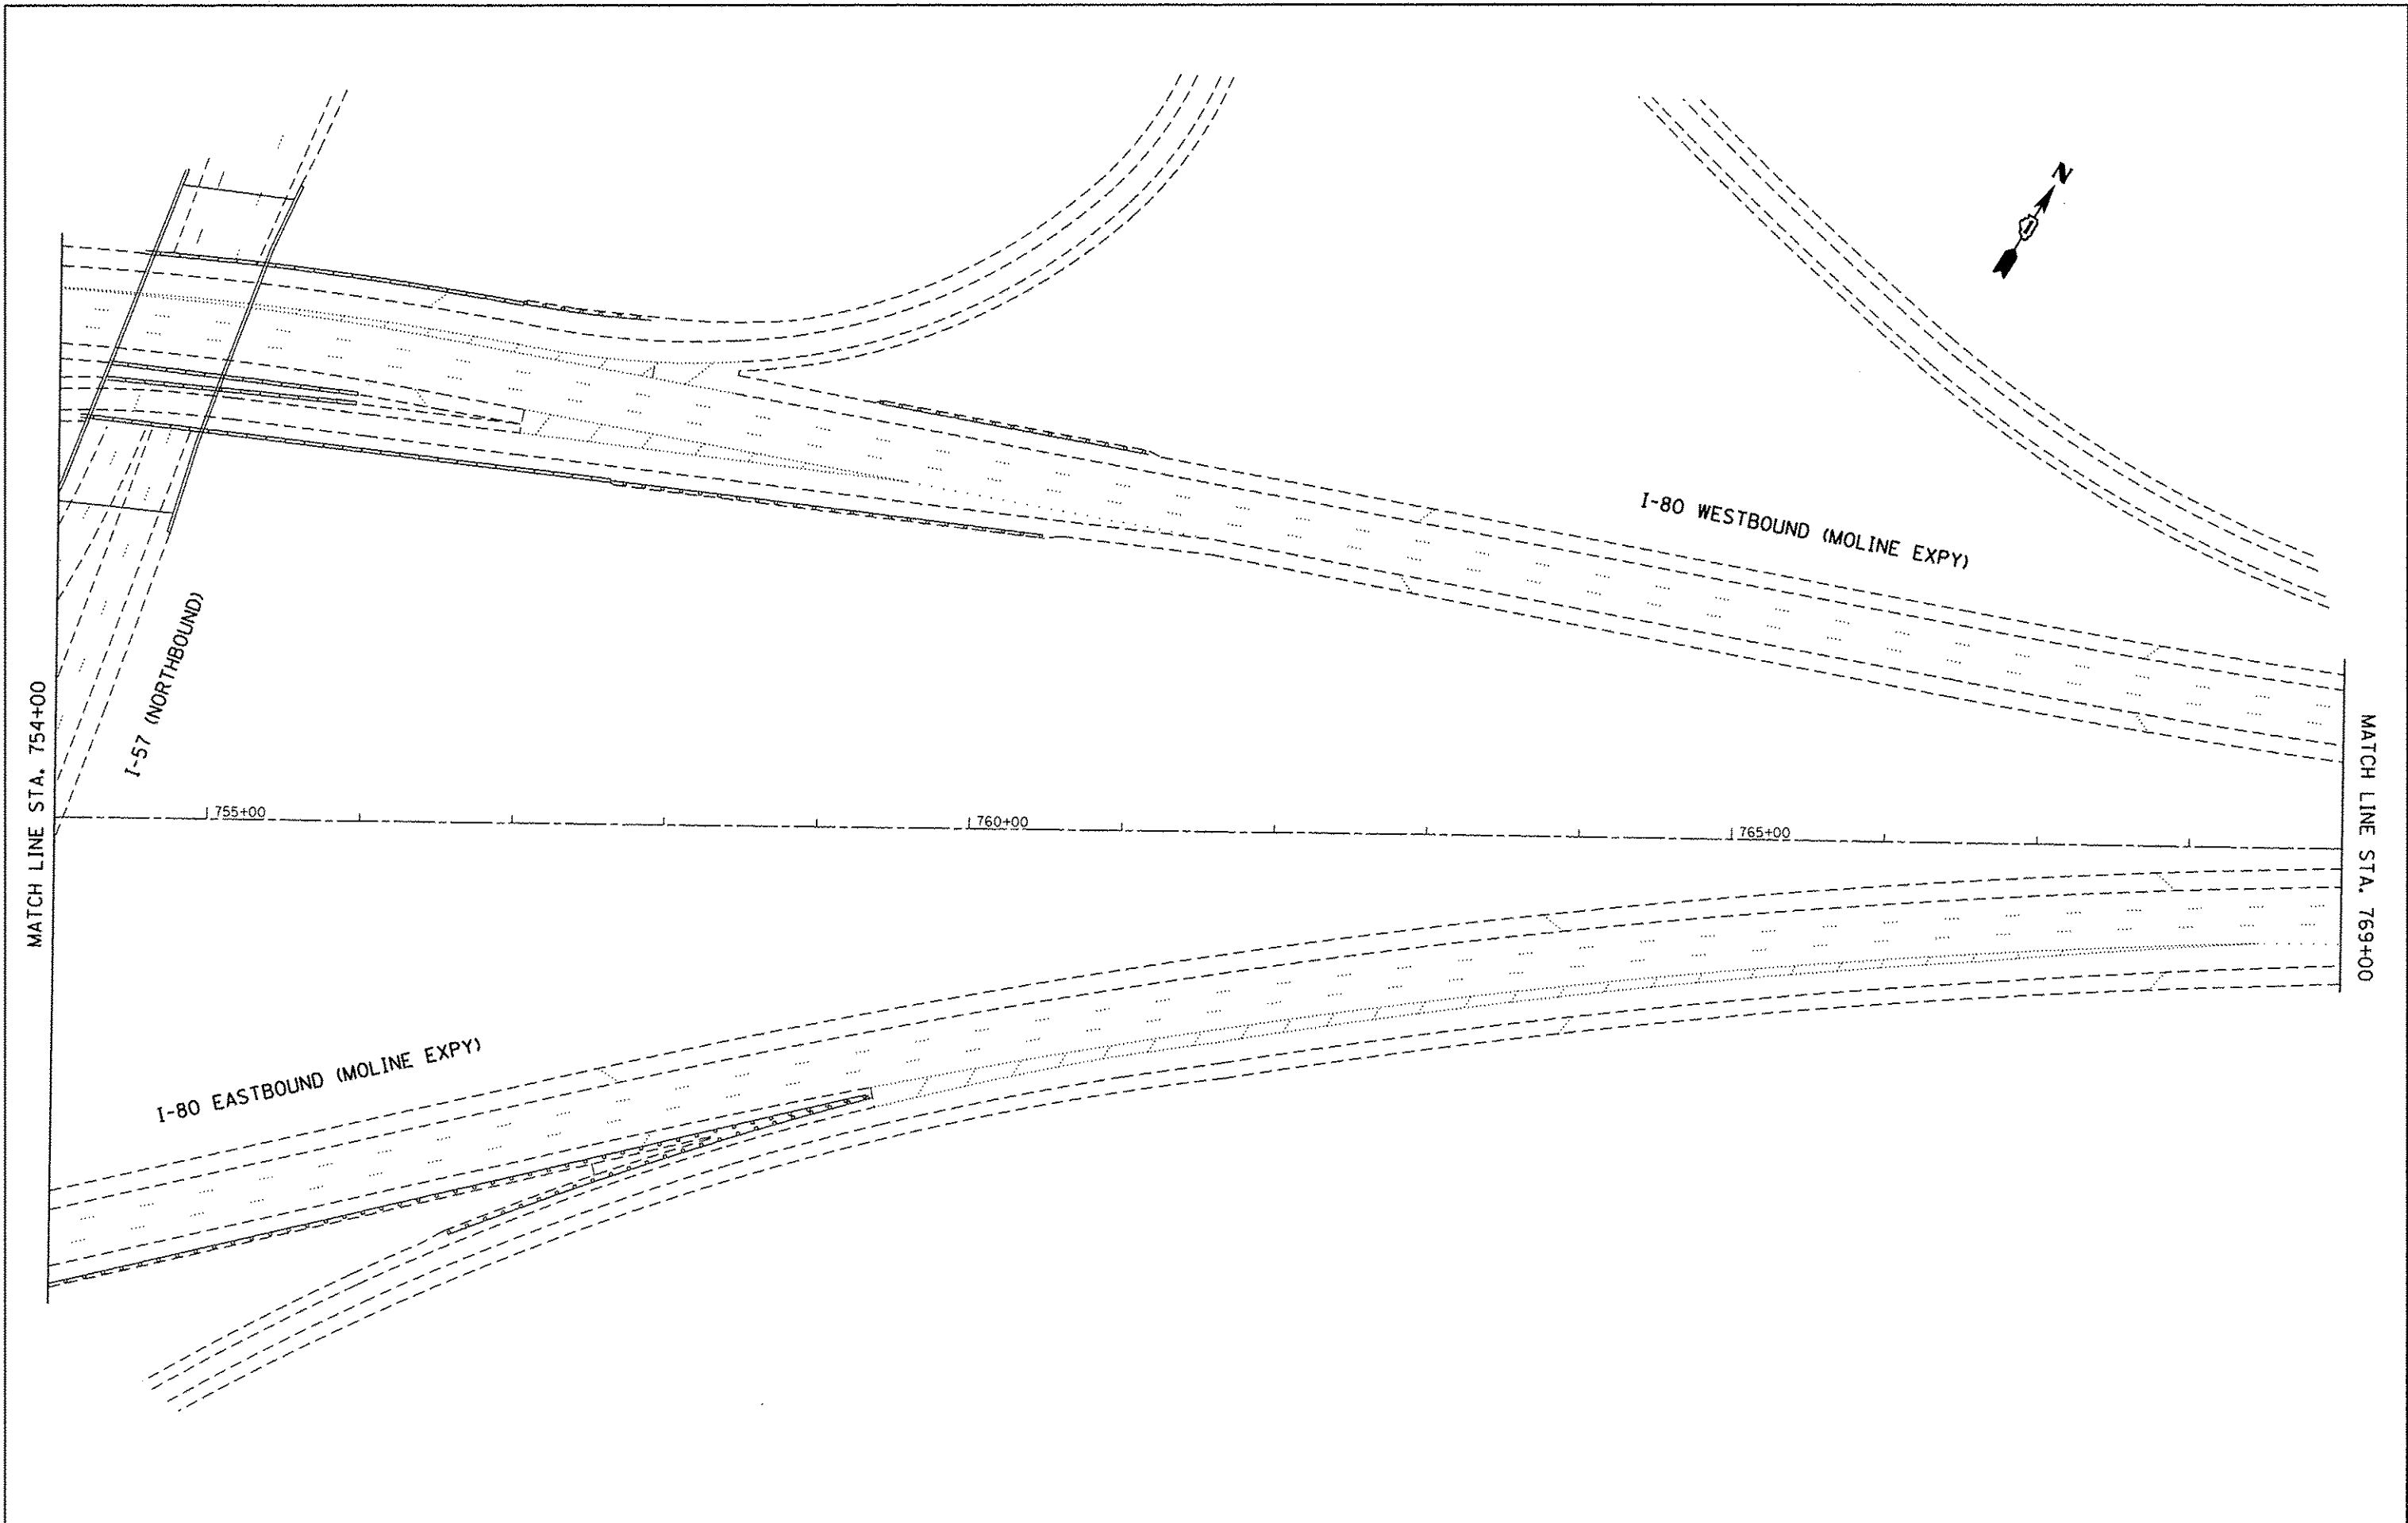 N
I-80 WESTBOUND (MOLINE EXPY)
I-57 (NORTHBOUND)
MATCH LINE STA. 754+00
755+00
760+00
765+00
MATCH LINE STA. 769+00
I-80 EASTBOUND (MOLINE EXPY)